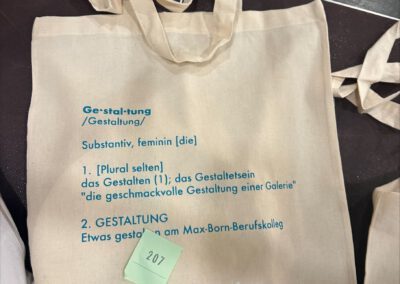 Ge·stal·tung
/Gestaltung/
Substantiv, feminin [die]
1. [Plural selten]
das Gestalten (1); das Gestaltetsein
"die geschmackvolle Gestaltung einer Galerie"
2. GESTALTUNG
Etwas gestal n am Max-Born-Berufskolleg
207